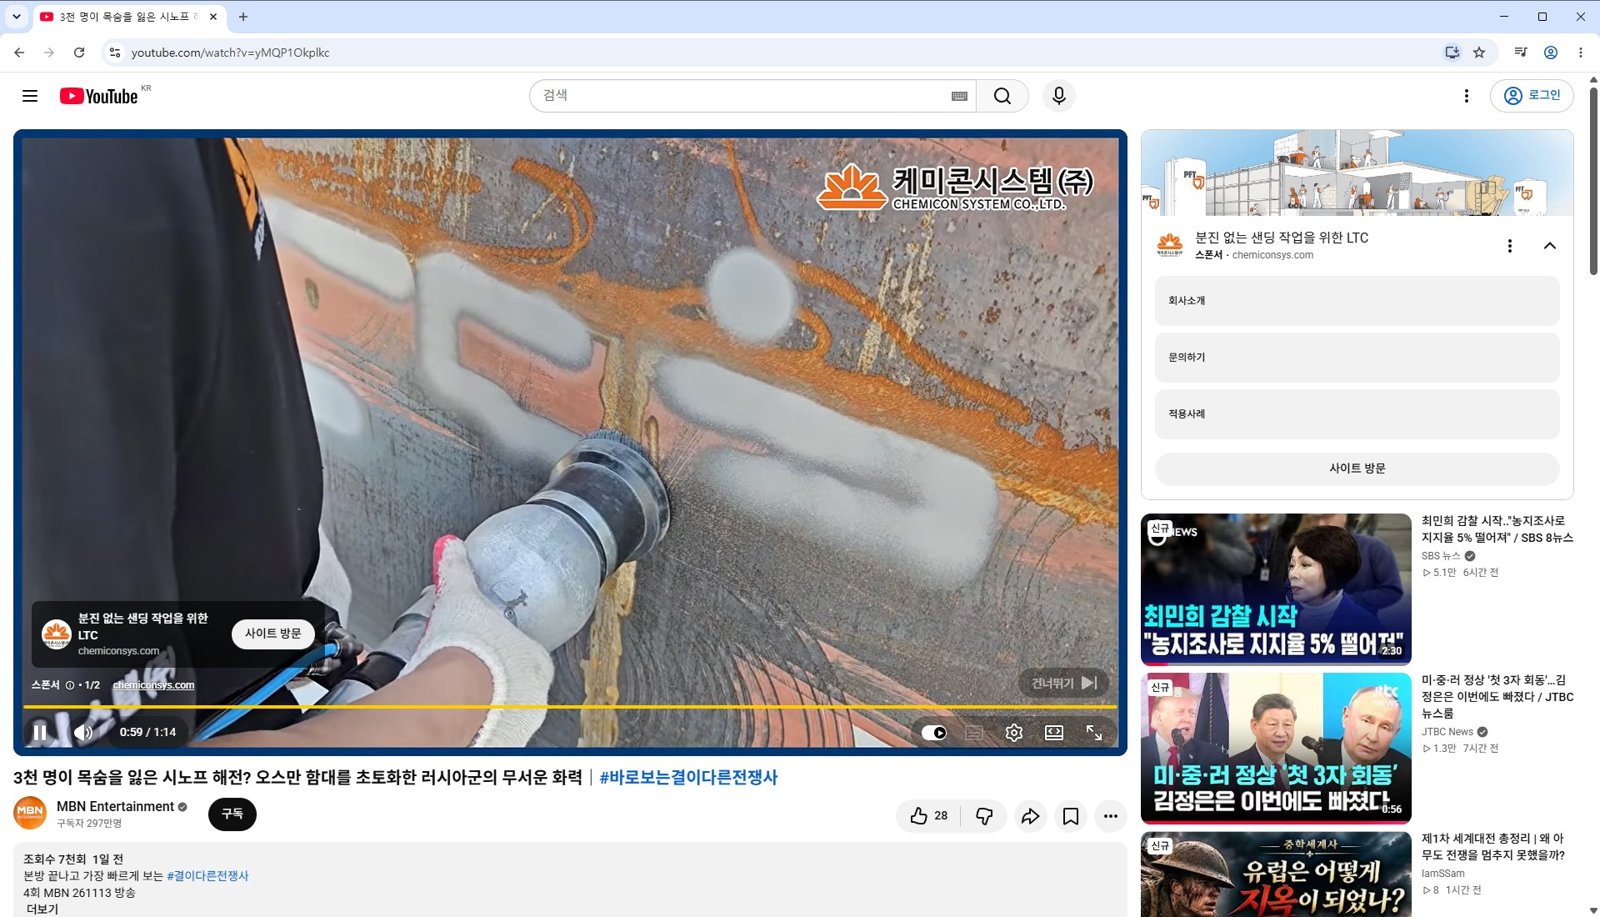 3천 명이 목숨을 잃은 시노프 해
youtube.com/watch?v=yMQP1Okplkc
YouTube KR
검색
로그인
케미콘시스템(주)
CHEMICON SYSTEM CO.,LTD.
분진 없는 샌딩 작업을 위한
LTC
chemiconsys.com
사이트 방문
스폰서 · 1/2 chemiconsys.com
건너뛰기
0:59 / 1:14
3천 명이 목숨을 잃은 시노프 해전? 오스만 함대를 초토화한 러시아군의 무서운 화력｜#바로보는결이다른전쟁사
MBN
MBN Entertainment
구독자 297만명
구독
28
조회수 7천회 1일 전
본방 끝나고 가장 빠르게 보는 #결이다른전쟁사
4회 MBN 261113 방송
더보기
PFT
PFT
PFT
분진 없는 샌딩 작업을 위한 LTC
스폰서 · chemiconsys.com
회사소개
문의하기
적용사례
사이트 방문
신규
NEWS
최민희 감찰 시작
"농지조사로 지지율 5% 떨어져"
2:30
최민희 감찰 시작.."농지조사로
지지율 5% 떨어져" / SBS 8뉴스
SBS 뉴스
5.1만 6시간 전
신규
jtbc
news
미·중·러 정상 '첫 3자 회동'
김정은은 이번에도 빠졌다
0:56
미·중·러 정상 '첫 3자 회동'…김
정은은 이번에도 빠졌다 / JTBC
뉴스룸
JTBC News
1.3만 7시간 전
신규
중학세계사
유럽은 어떻게
지옥이 되었나?
제1차 세계대전 총정리 | 왜 아
무도 전쟁을 멈추지 못했을까?
IamSSam
8 1시간 전